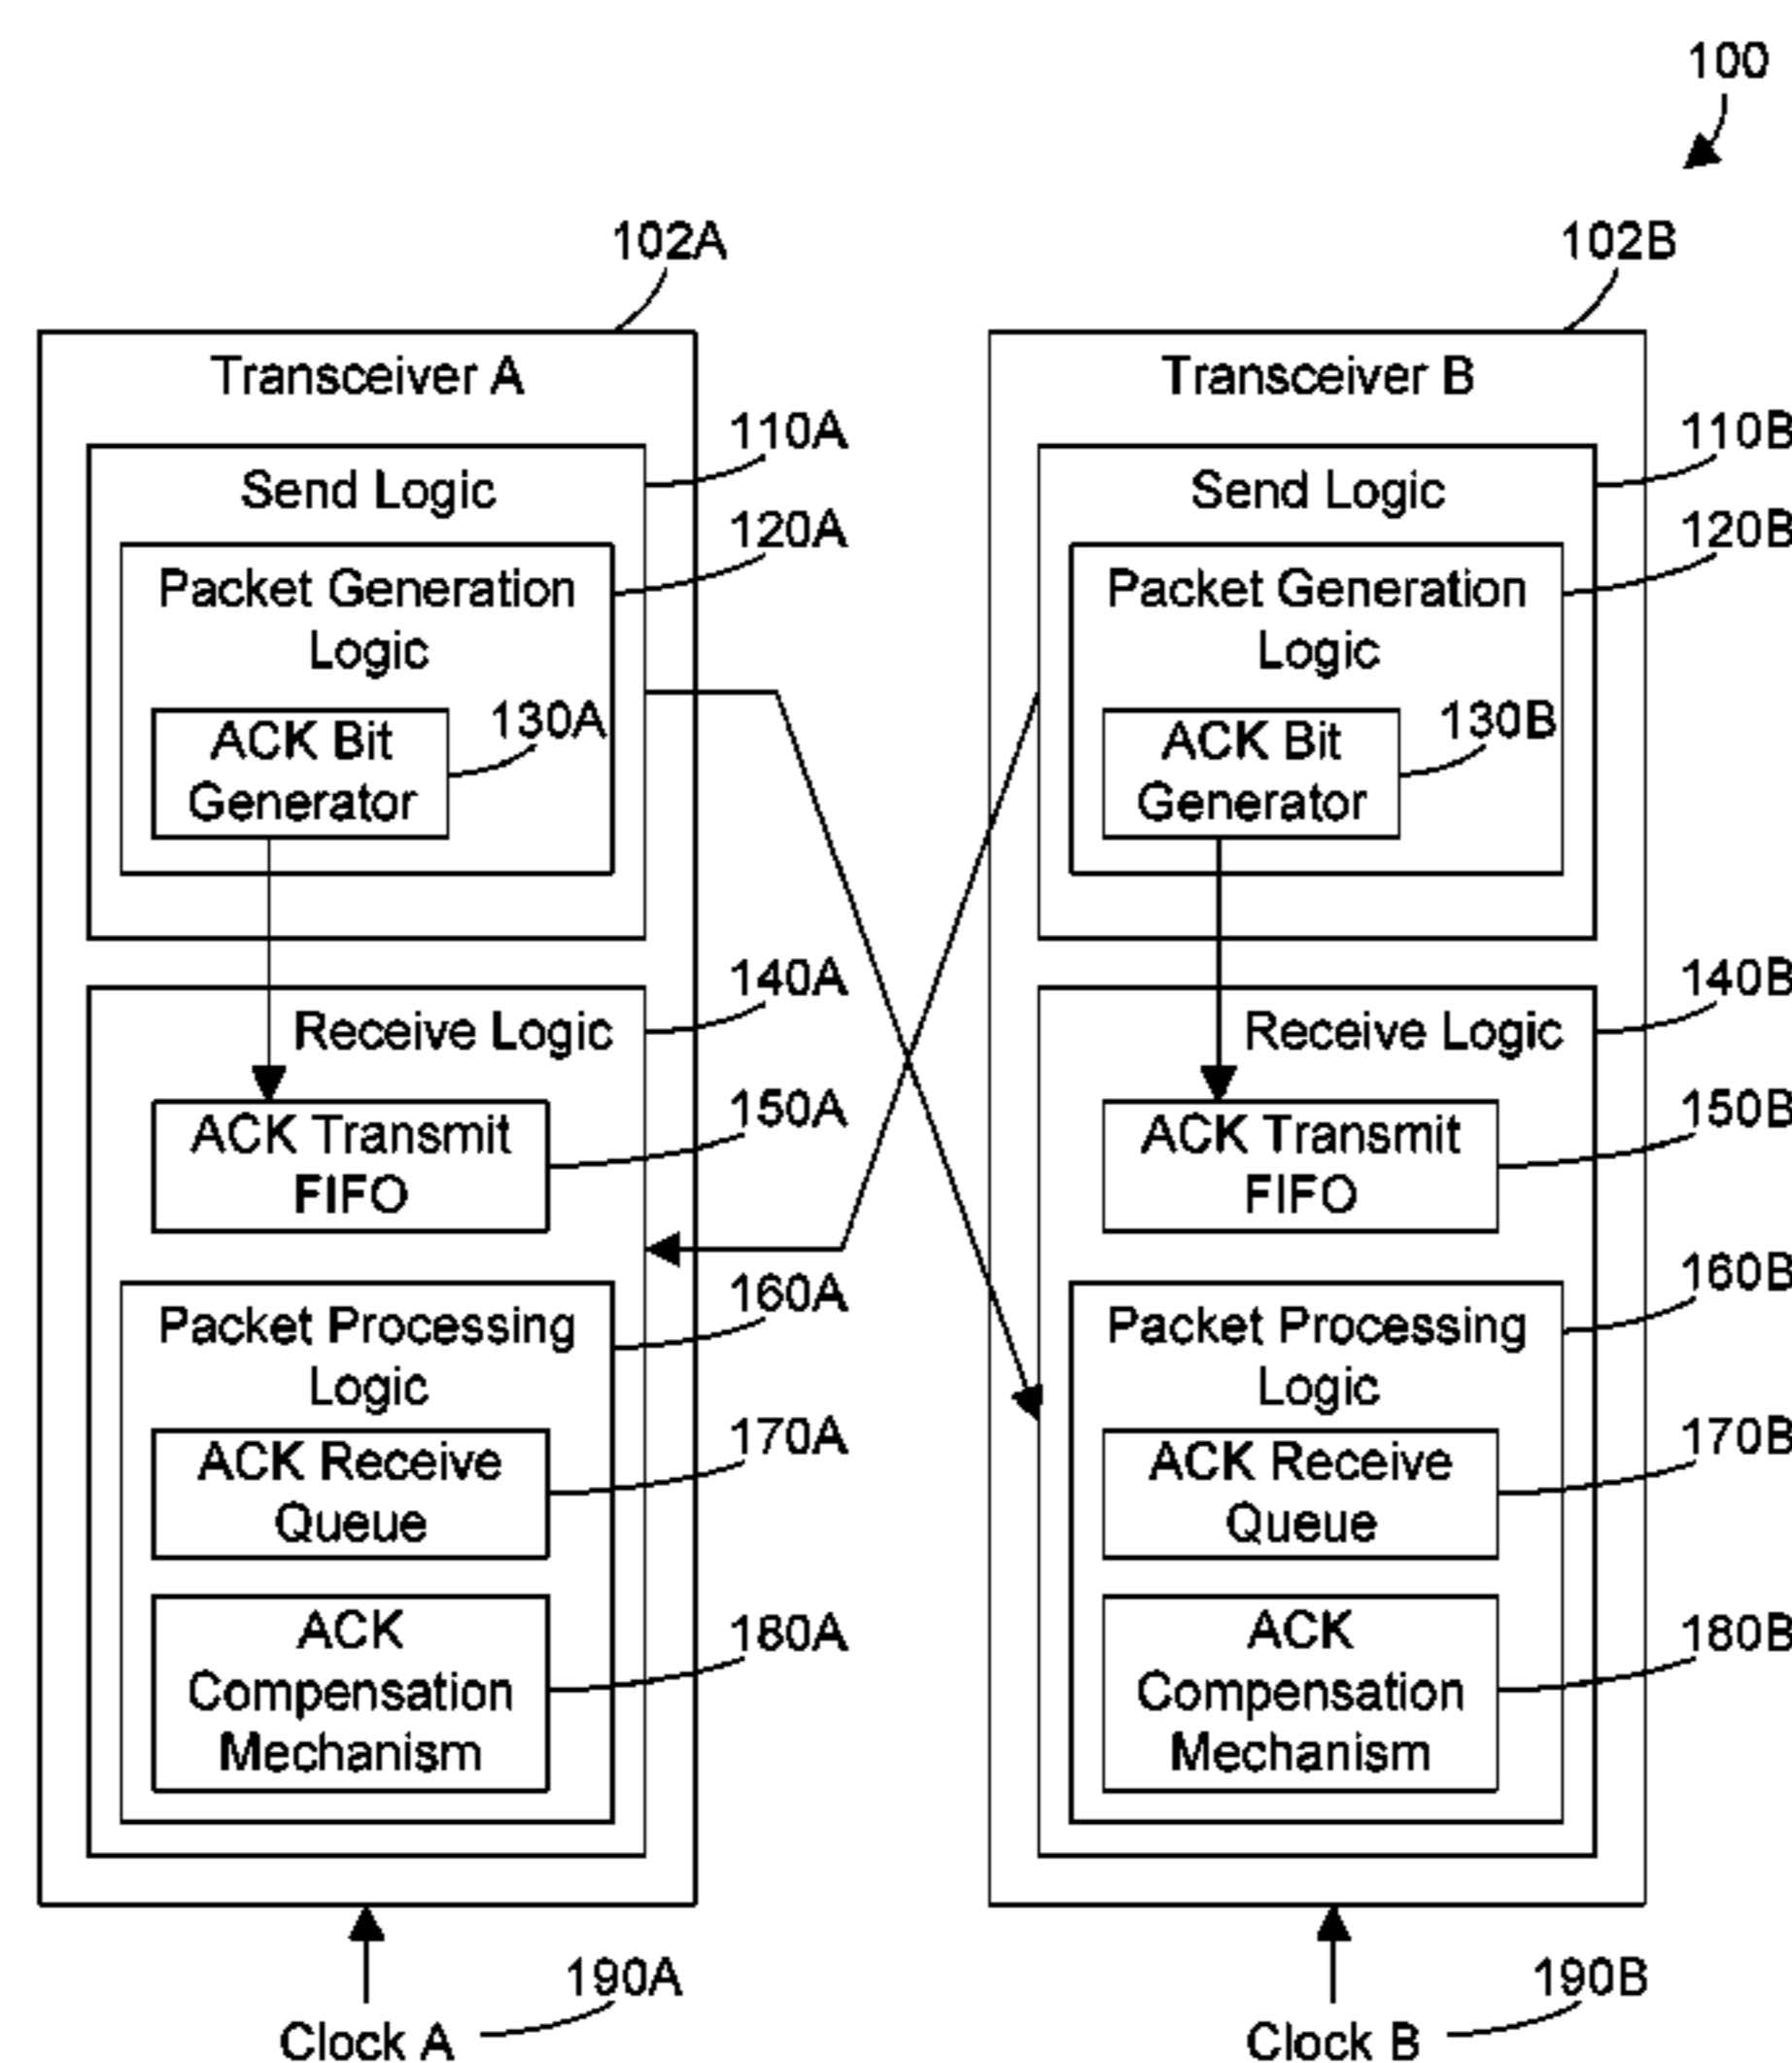 100
102A
102B
Transceiver A
Transceiver B
110A
110B
Send Logic
Send Logic
120A
120B
Packet Generation
Logic
Packet Generation
Logic
130A
130B
ACK Bit
Generator
ACK Bit
Generator
140A
140B
Receive Logic
Receive Logic
150A
150B
ACK Transmit
FIFO
ACK Transmit
FIFO
160A
160B
Packet Processing
Logic
Packet Processing
Logic
170A
170B
ACK Receive
Queue
ACK Receive
Queue
180A
180B
ACK
Compensation
Mechanism
ACK
Compensation
Mechanism
190A
190B
Clock A
Clock B